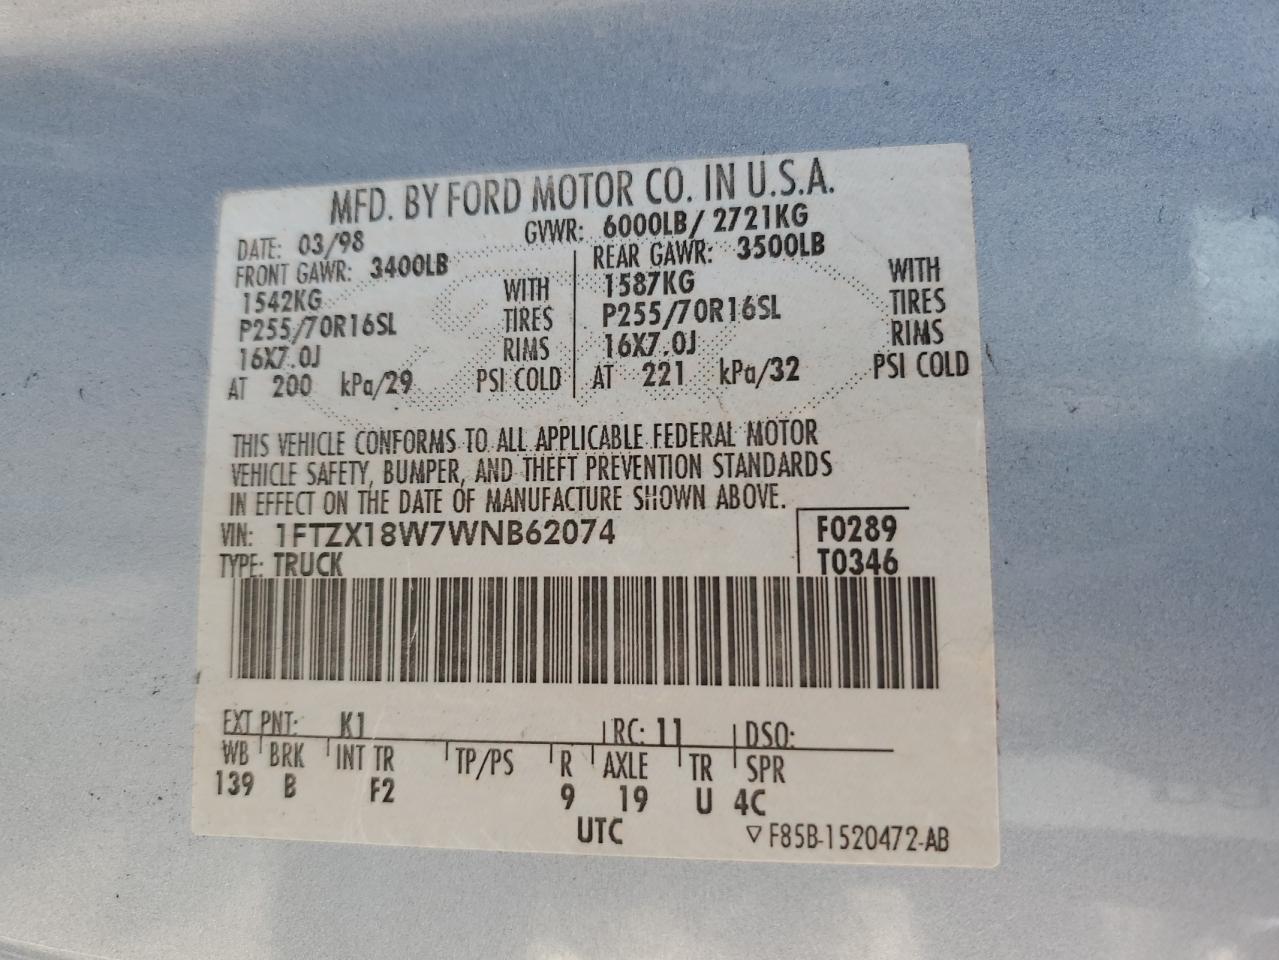 MFD. BY FORD MOTOR CO. IN U.S.A.
DATE: 03/98 GVWR: 6000LB/ 2721KG
FRONT GAWR: 3400LB REAR GAWR: 3500LB
1542KG WITH 1587KG WITH
P255/70R16SL TIRES P255/70R16SL TIRES
16X7.0J RIMS 16X7.0J RIMS
AT 200 kPa/29 PSI COLD AT 221 kPa/32 PSI COLD
THIS VEHICLE CONFORMS TO ALL APPLICABLE FEDERAL MOTOR
VEHICLE SAFETY, BUMPER, AND THEFT PREVENTION STANDARDS
IN EFFECT ON THE DATE OF MANUFACTURE SHOWN ABOVE.
VIN: 1FTZX18W7WNB62074 F0289
TYPE: TRUCK T0346
EXT PNT: K1 RC: 11 DSO:
WB BRK INT TR TP/PS R AXLE TR SPR
139 B F2 9 19 U 4C
UTC ▽ F85B-1520472-AB